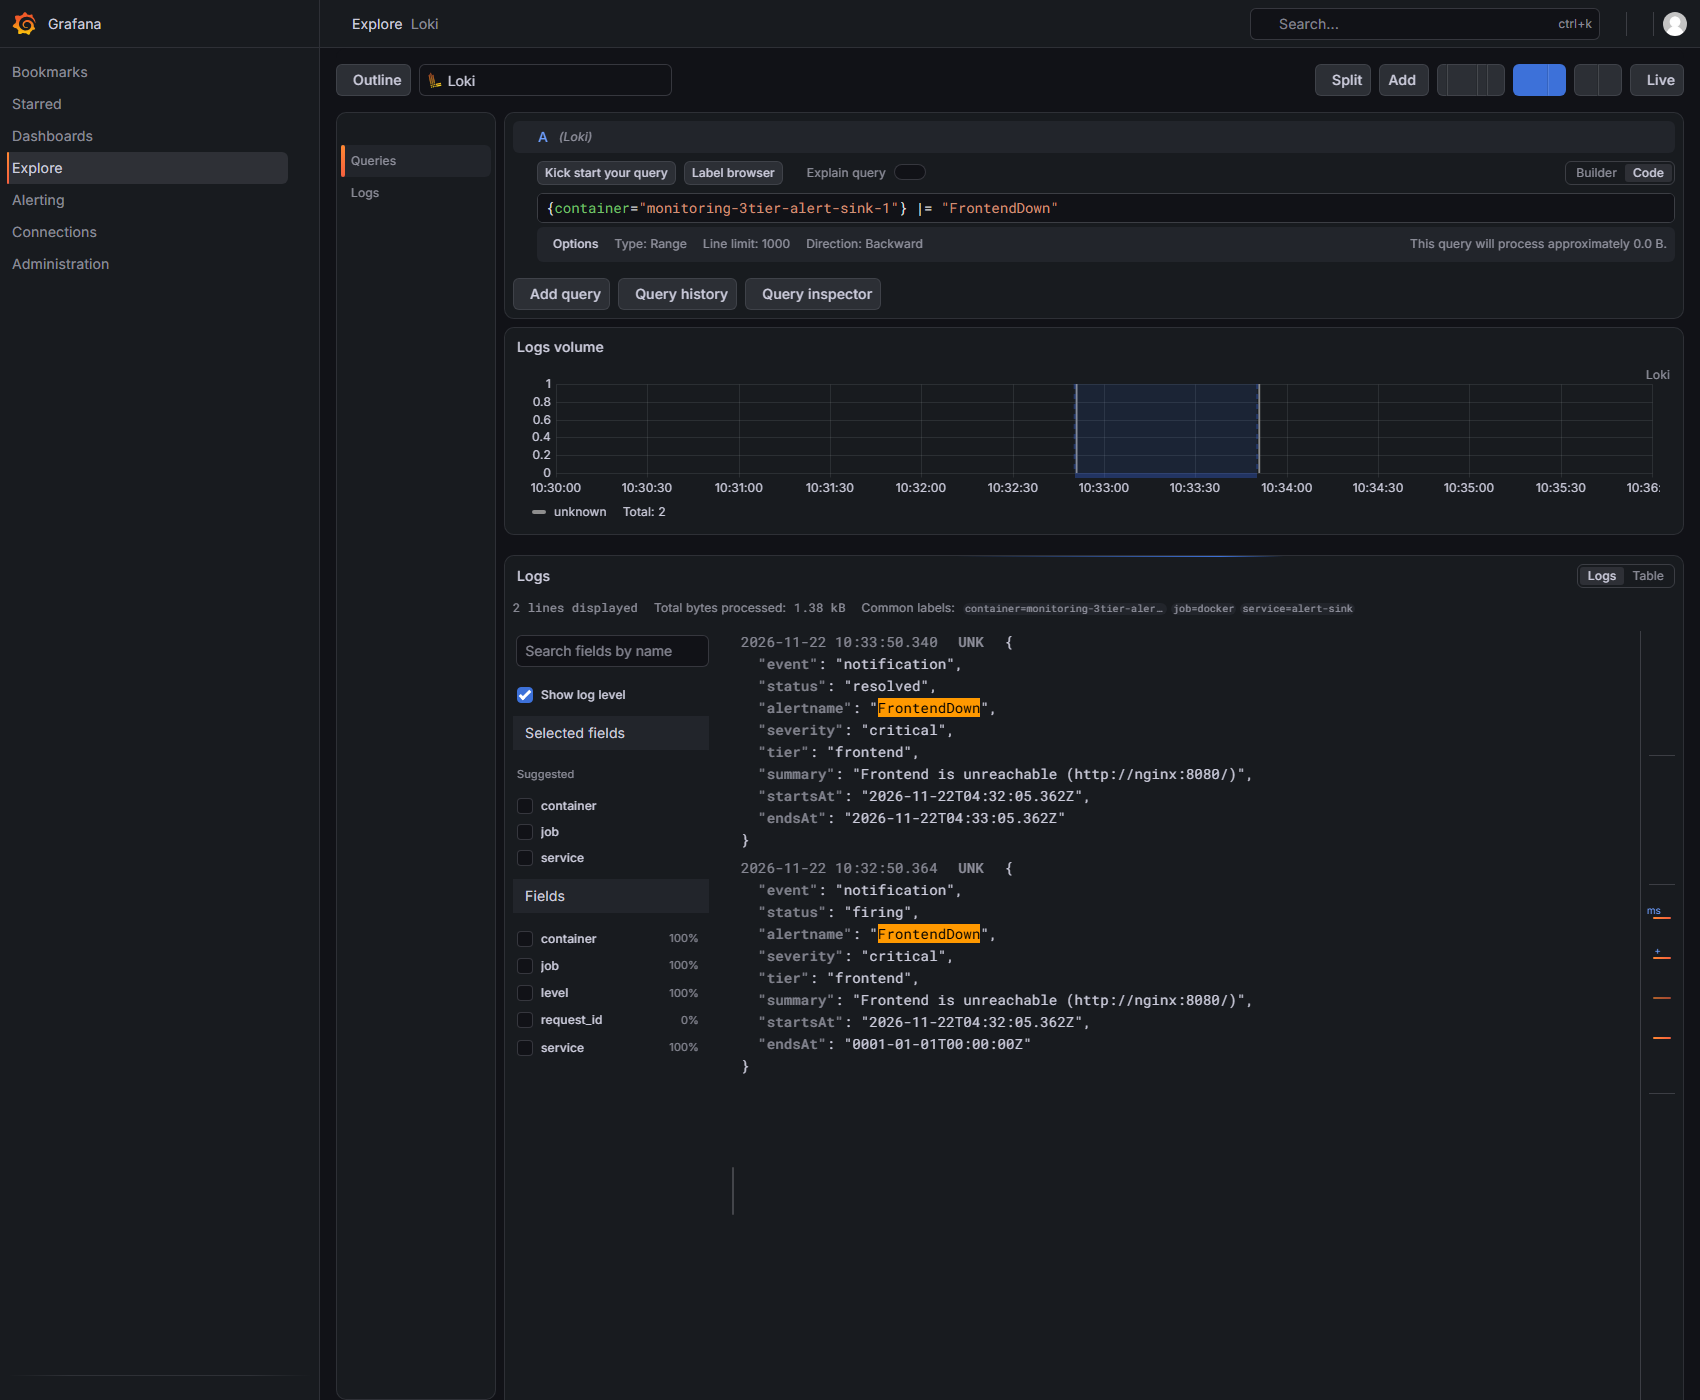 Grafana
Explore Loki
Search...
ctrl+k
Bookmarks
Starred
Dashboards
Explore
Alerting
Connections
Administration
Outline
Loki
Split
Add
Live
Queries
Logs
A (Loki)
Kick start your query
Label browser
Explain query
Builder
Code
{container="monitoring-3tier-alert-sink-1"} |= "FrontendDown"
Options Type: Range Line limit: 1000 Direction: Backward
This query will process approximately 0.0 B.
Add query
Query history
Query inspector
Logs volume
Loki
1
0.8
0.6
0.4
0.2
0
10:30:00 10:30:30 10:31:00 10:31:30 10:32:00 10:32:30 10:33:00 10:33:30 10:34:00 10:34:30 10:35:00 10:35:30 10:36:
unknown Total: 2
Logs
Logs
Table
2 lines displayed Total bytes processed: 1.38 kB Common labels: container=monitoring-3tier-aler… job=docker service=alert-sink
Search fields by name
Show log level
Selected fields
Suggested
container
job
service
Fields
container 100%
job 100%
level 100%
request_id 0%
service 100%
2026-11-22 10:33:50.340 UNK {
"event": "notification",
"status": "resolved",
"alertname": "FrontendDown",
"severity": "critical",
"tier": "frontend",
"summary": "Frontend is unreachable (http://nginx:8080/)",
"startsAt": "2026-11-22T04:32:05.362Z",
"endsAt": "2026-11-22T04:33:05.362Z"
}
2026-11-22 10:32:50.364 UNK {
"event": "notification",
"status": "firing",
"alertname": "FrontendDown",
"severity": "critical",
"tier": "frontend",
"summary": "Frontend is unreachable (http://nginx:8080/)",
"startsAt": "2026-11-22T04:32:05.362Z",
"endsAt": "0001-01-01T00:00:00Z"
}
ms
+